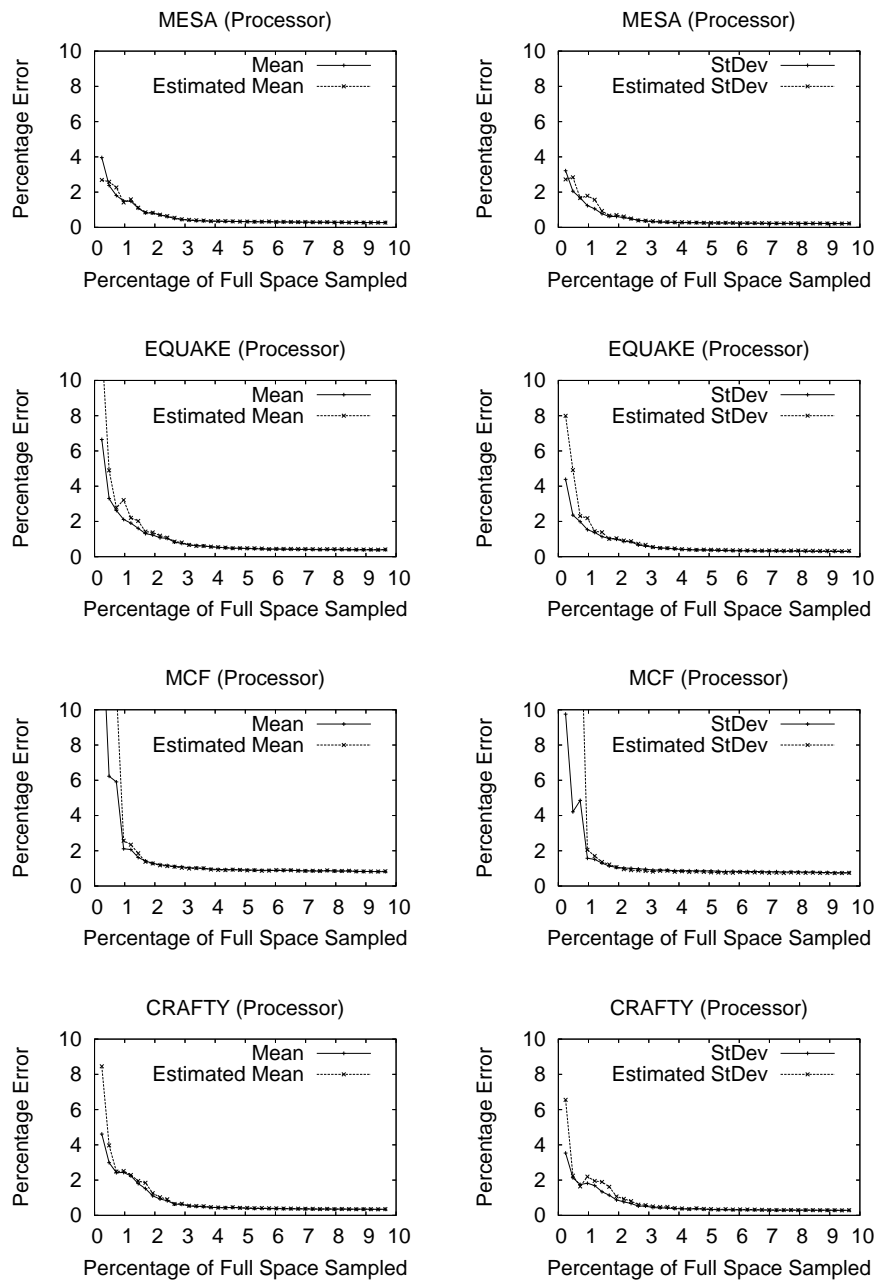 MESA (Processor)
10
8
6
4
2
0
Percentage Error
Mean
Estimated Mean
0 1 2 3 4 5 6 7 8 9 10
Percentage of Full Space Sampled
MESA (Processor)
10
8
6
4
2
0
Percentage Error
StDev
Estimated StDev
0 1 2 3 4 5 6 7 8 9 10
Percentage of Full Space Sampled
EQUAKE (Processor)
10
8
6
4
2
0
Percentage Error
Mean
Estimated Mean
0 1 2 3 4 5 6 7 8 9 10
Percentage of Full Space Sampled
EQUAKE (Processor)
10
8
6
4
2
0
Percentage Error
StDev
Estimated StDev
0 1 2 3 4 5 6 7 8 9 10
Percentage of Full Space Sampled
MCF (Processor)
10
8
6
4
2
0
Percentage Error
Mean
Estimated Mean
0 1 2 3 4 5 6 7 8 9 10
Percentage of Full Space Sampled
MCF (Processor)
10
8
6
4
2
0
Percentage Error
StDev
Estimated StDev
0 1 2 3 4 5 6 7 8 9 10
Percentage of Full Space Sampled
CRAFTY (Processor)
10
8
6
4
2
0
Percentage Error
Mean
Estimated Mean
0 1 2 3 4 5 6 7 8 9 10
Percentage of Full Space Sampled
CRAFTY (Processor)
10
8
6
4
2
0
Percentage Error
StDev
Estimated StDev
0 1 2 3 4 5 6 7 8 9 10
Percentage of Full Space Sampled